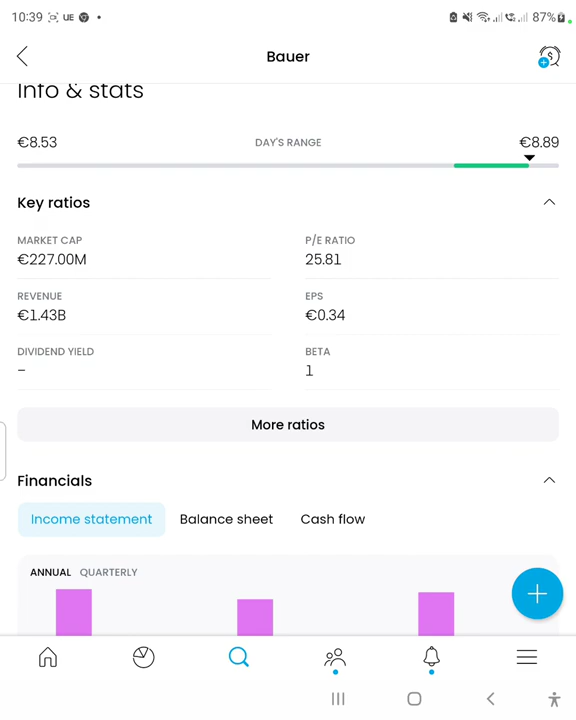 10:39 UE 87%
Bauer
Info & stats
€8.53 DAY'S RANGE €8.89
Key ratios
MARKET CAP P/E RATIO
€227.00M 25.81
REVENUE EPS
€1.43B €0.34
DIVIDEND YIELD BETA
– 1
More ratios
Financials
Income statement Balance sheet Cash flow
ANNUAL QUARTERLY